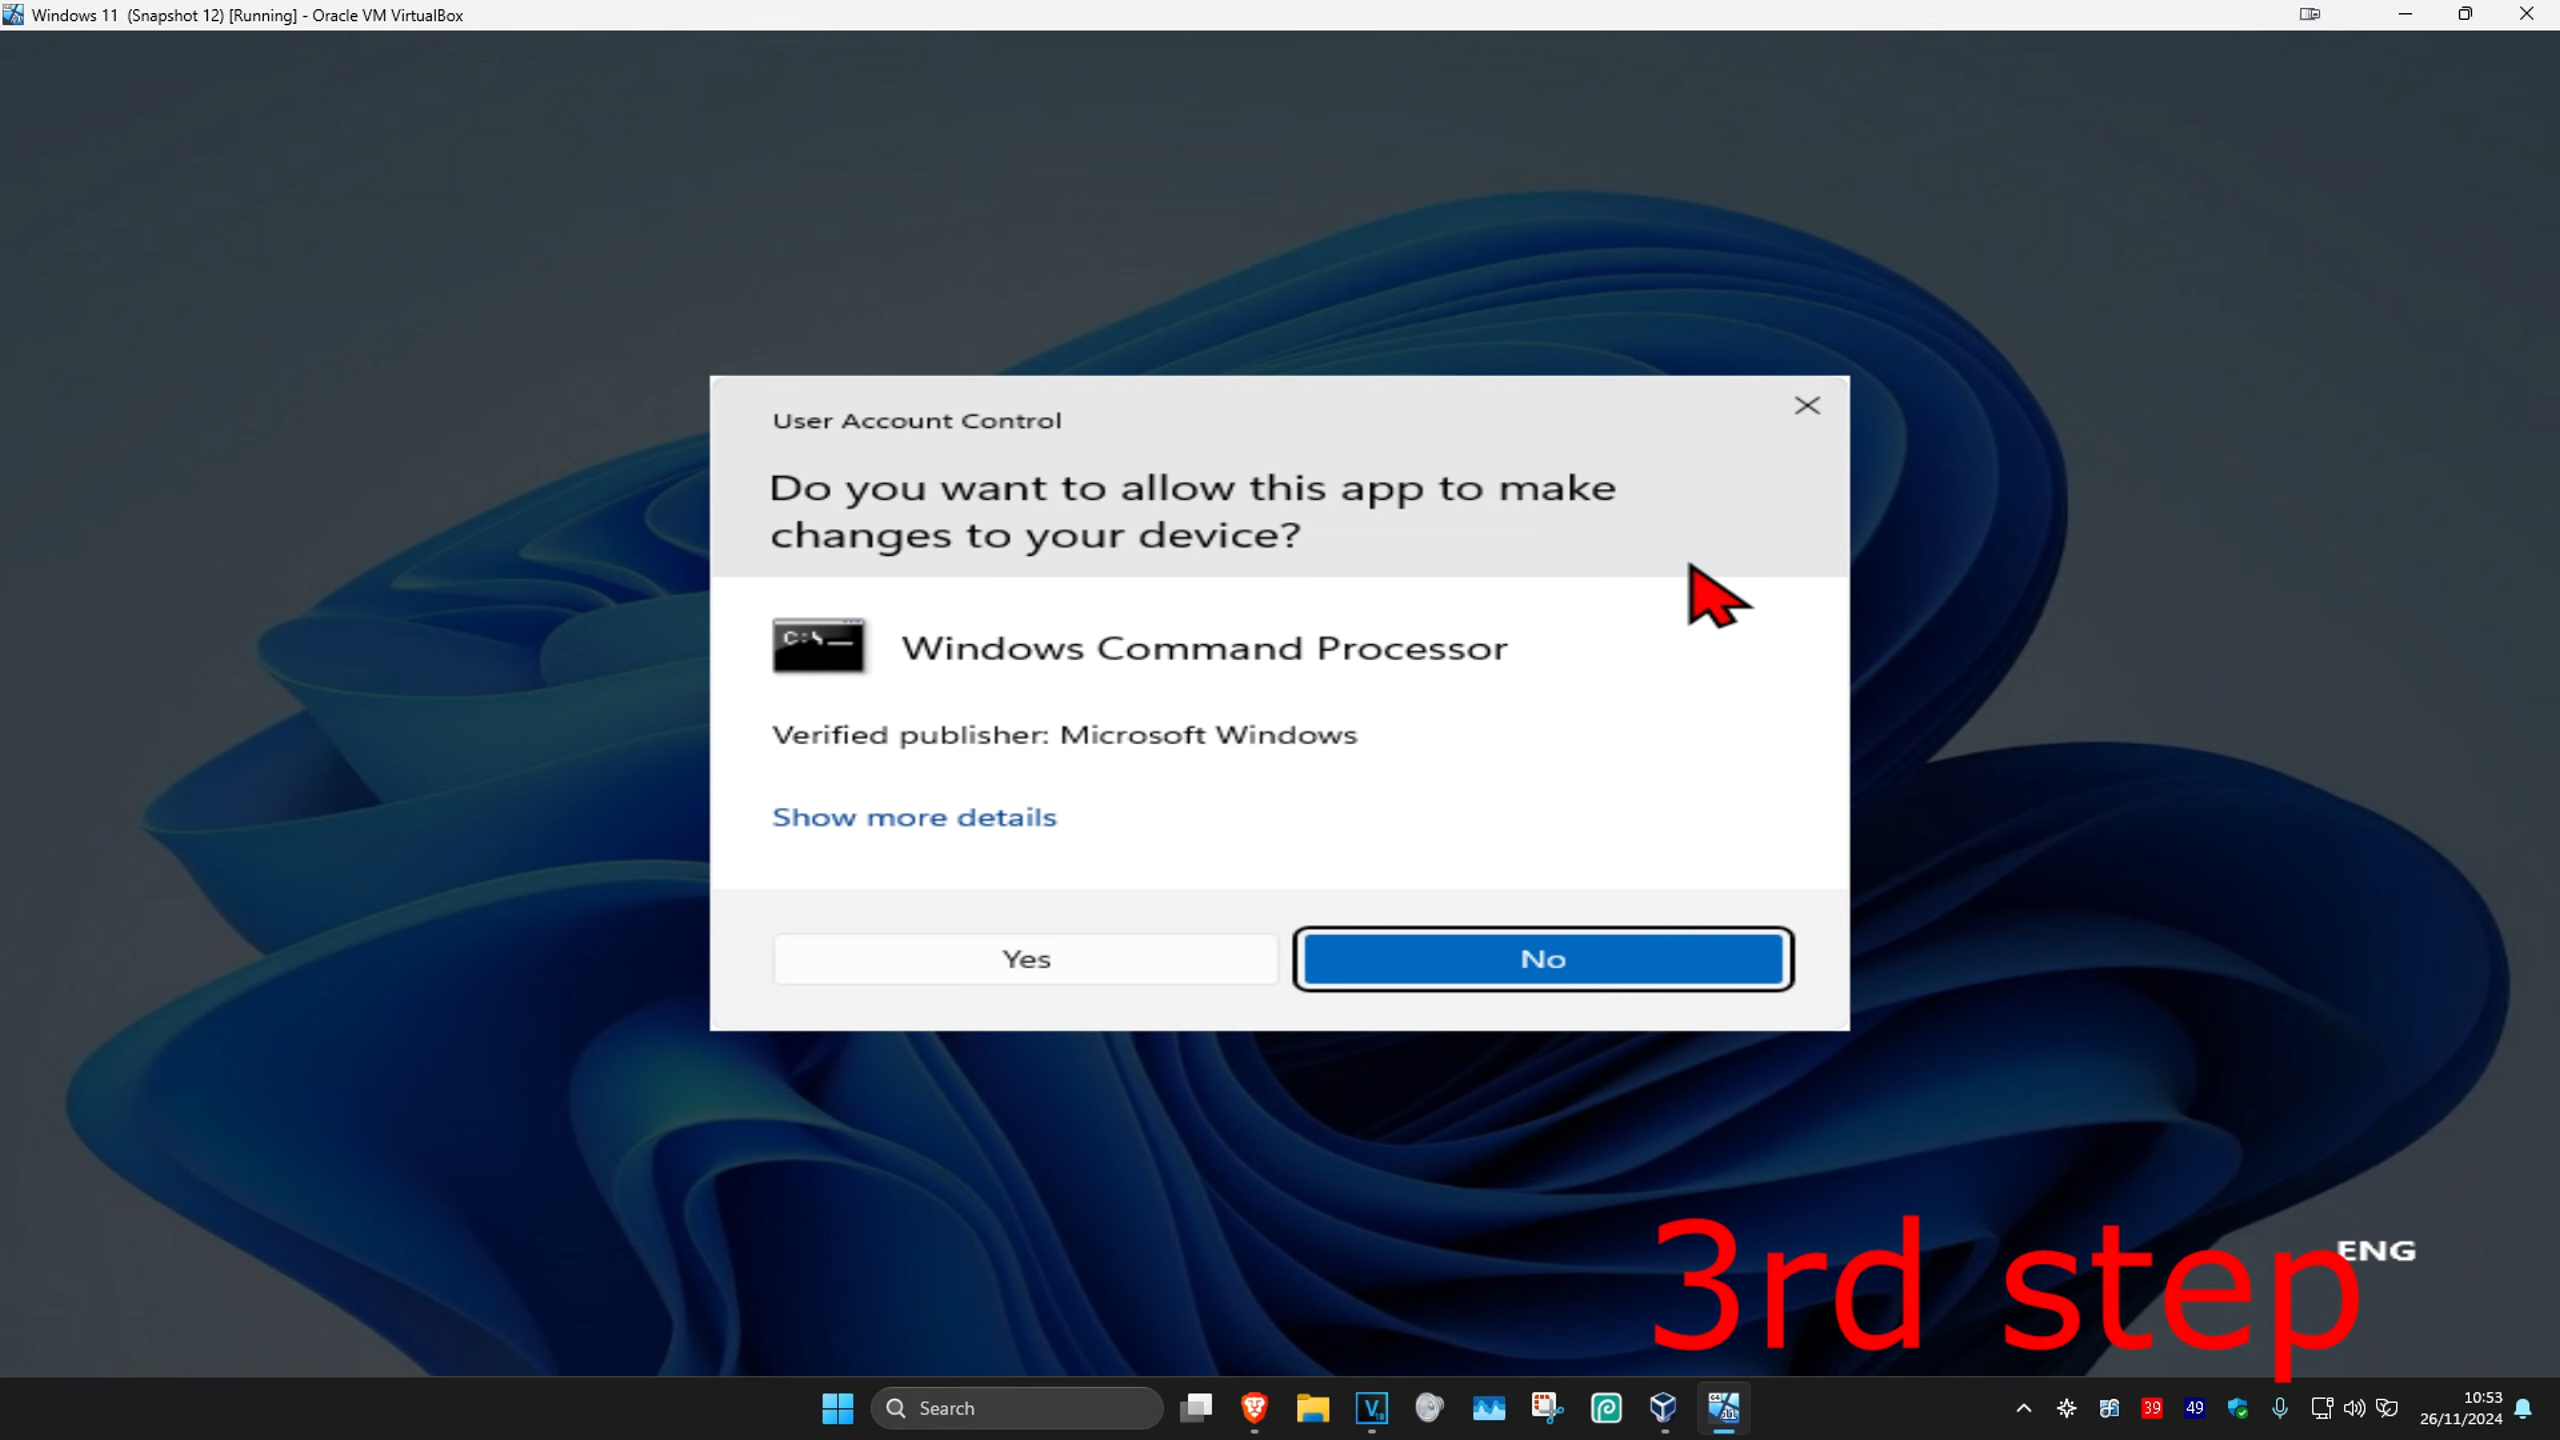 Windows 11 (Snapshot 12) [Running] - Oracle VM VirtualBox
User Account Control
Do you want to allow this app to make
changes to your device?
C:\_
Windows Command Processor
Verified publisher: Microsoft Windows
Show more details
Yes
No
ENG
3rd step
Search
39
49
10:53
26/11/2024